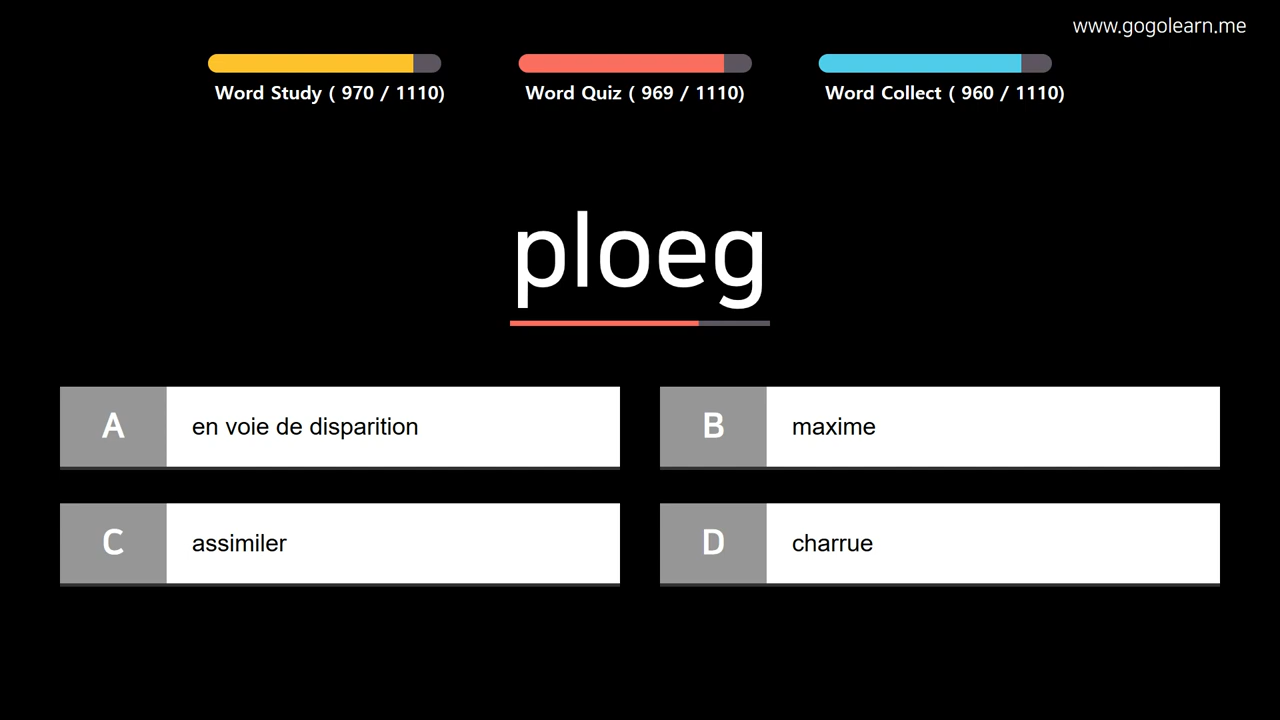 www.gogolearn.me
Word Study ( 970 / 1110)
Word Quiz ( 969 / 1110)
Word Collect ( 960 / 1110)
ploeg
A en voie de disparition
B maxime
C assimiler
D charrue